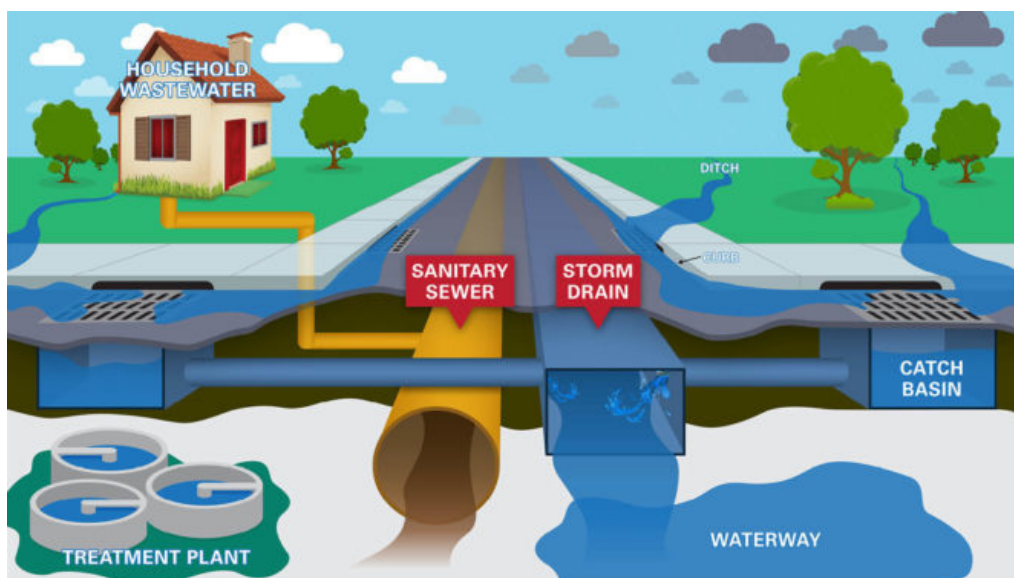 HOUSEHOLD
WASTEWATER
DITCH
CURB
SANITARY
SEWER
STORM
DRAIN
CATCH
BASIN
TREATMENT PLANT
WATERWAY